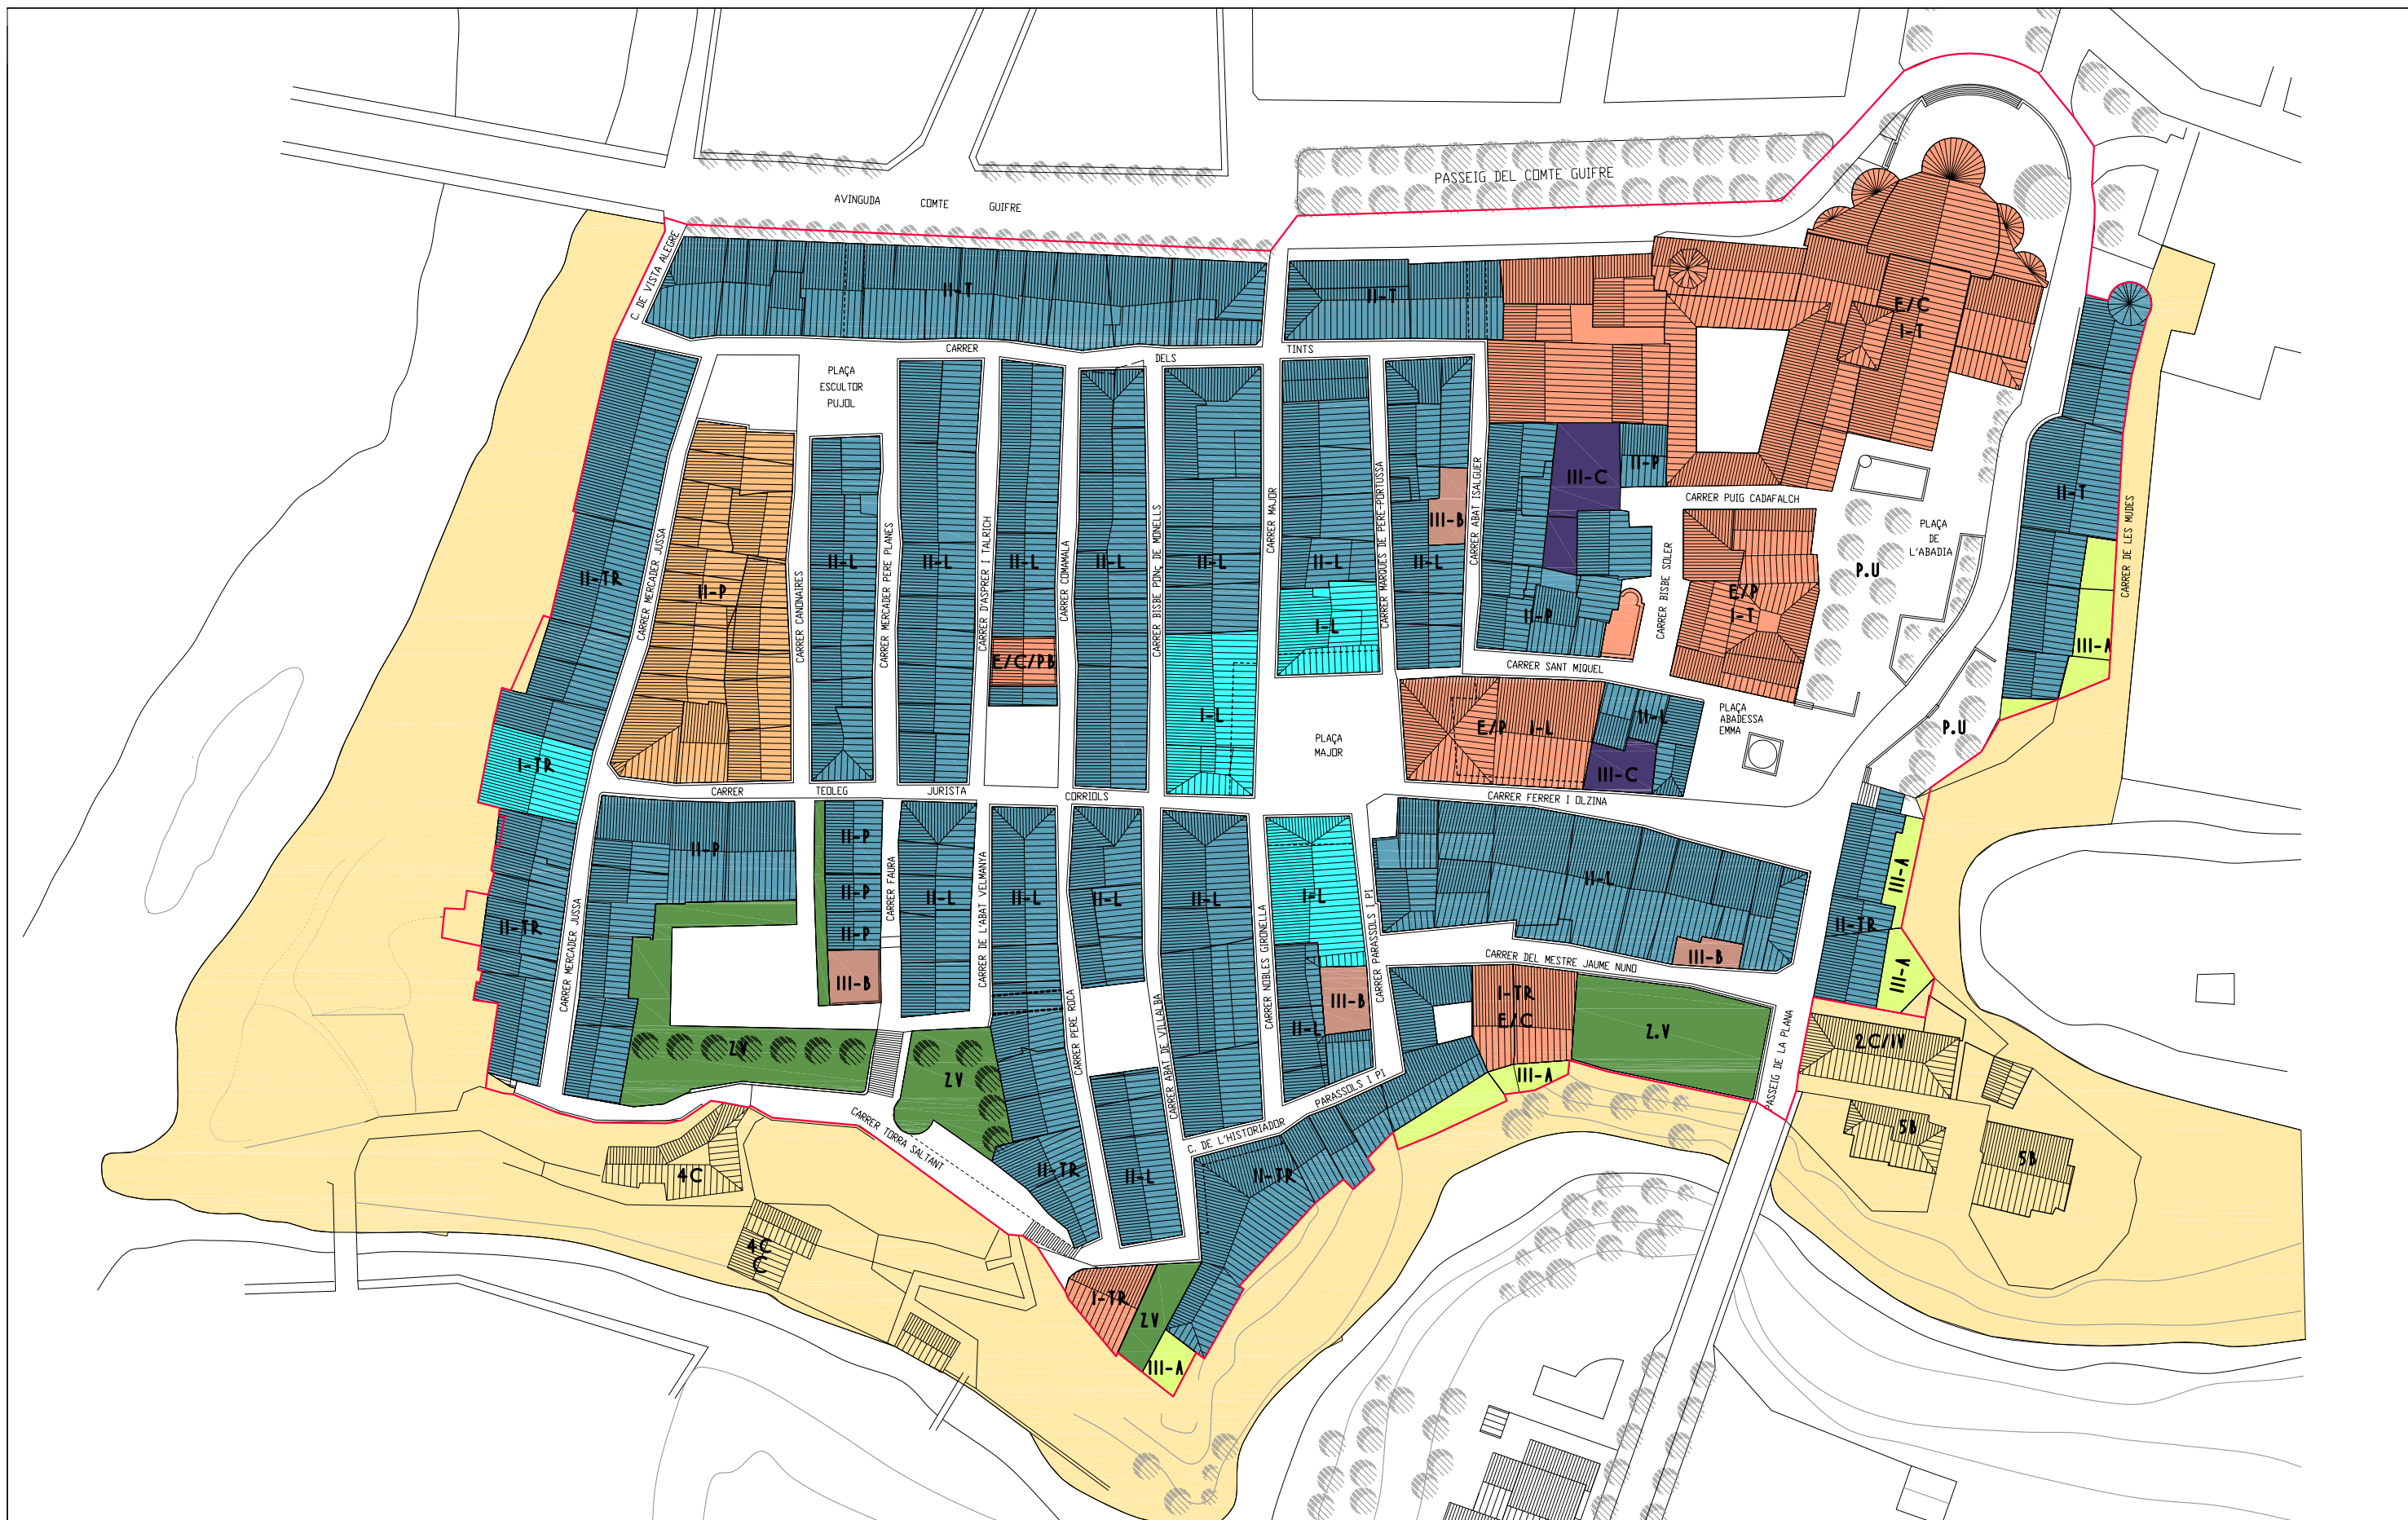 PASSEIG DEL COMTE GUIFRE
AVINGUDA COMTE GUIFRE
C. DE VISTA ALEGRE
II-T
II-T
E/C
I-T
CARRER DELS TINTS
PLAÇA
ESCULTOR
PUJOL
II-TR
CARRER MERCADER JUSSA
II-P
CARRER CANONAIRES
II-L
CARRER MERCADER PERE PLANES
II-L
CARRER D'ASPRER I TALRICH
II-L
E/C/PB
CARRER COMAMALA
II-L
CARRER BISBE PONÇ DE MONELLS
II-L
I-L
CARRER MAJOR
II-L
I-L
CARRER MARQUES DE PERE-PORTUSSA
II-L
III-B
CARRER ABAT ISALGUER
III-C
II-P
II-P
CARRER BISBE SOLER
CARRER PUIG CADAFALCH
E/P
I-T
PLAÇA
DE
L'ABADIA
P.U
II-T
III-A
CARRER DE LES MUDES
CARRER SANT MIQUEL
PLAÇA
MAJOR
E/P I-L
II-L
III-C
PLAÇA
ABADESSA
EMMA
P.U
I-TR
CARRER TEOLEG JURISTA CORRIOLS
CARRER FERRER I OLZINA
II-TR
CARRER MERCADER JUSSA
II-P
II-P
II-P
II-P
III-B
CARRER FAURA
II-L
CARRER DE L'ABAT VELMANYA
II-L
II-L
II-L
I-L
II-L
III-B
CARRER NOBLES GIRONELLA
CARRER PARASSOLS I PI
II-L
III-B
CARRER DEL MESTRE JAUME NUNO
II-TR
III-A
III-A
I-TR
E/C
Z.V
III-A
PASSEIG DE LA PLANA
2.C/IV
5B
5B
ZV
ZV
CARRER PERE ROCA
CARRER ABAT DE VILLALBA
CARRER TORRA SALTANT
II-TR
II-L
C. DE L'HISTORIADOR PARASSOLS I PI
II-TR
4C
4C
C
I-TR
ZV
III-A